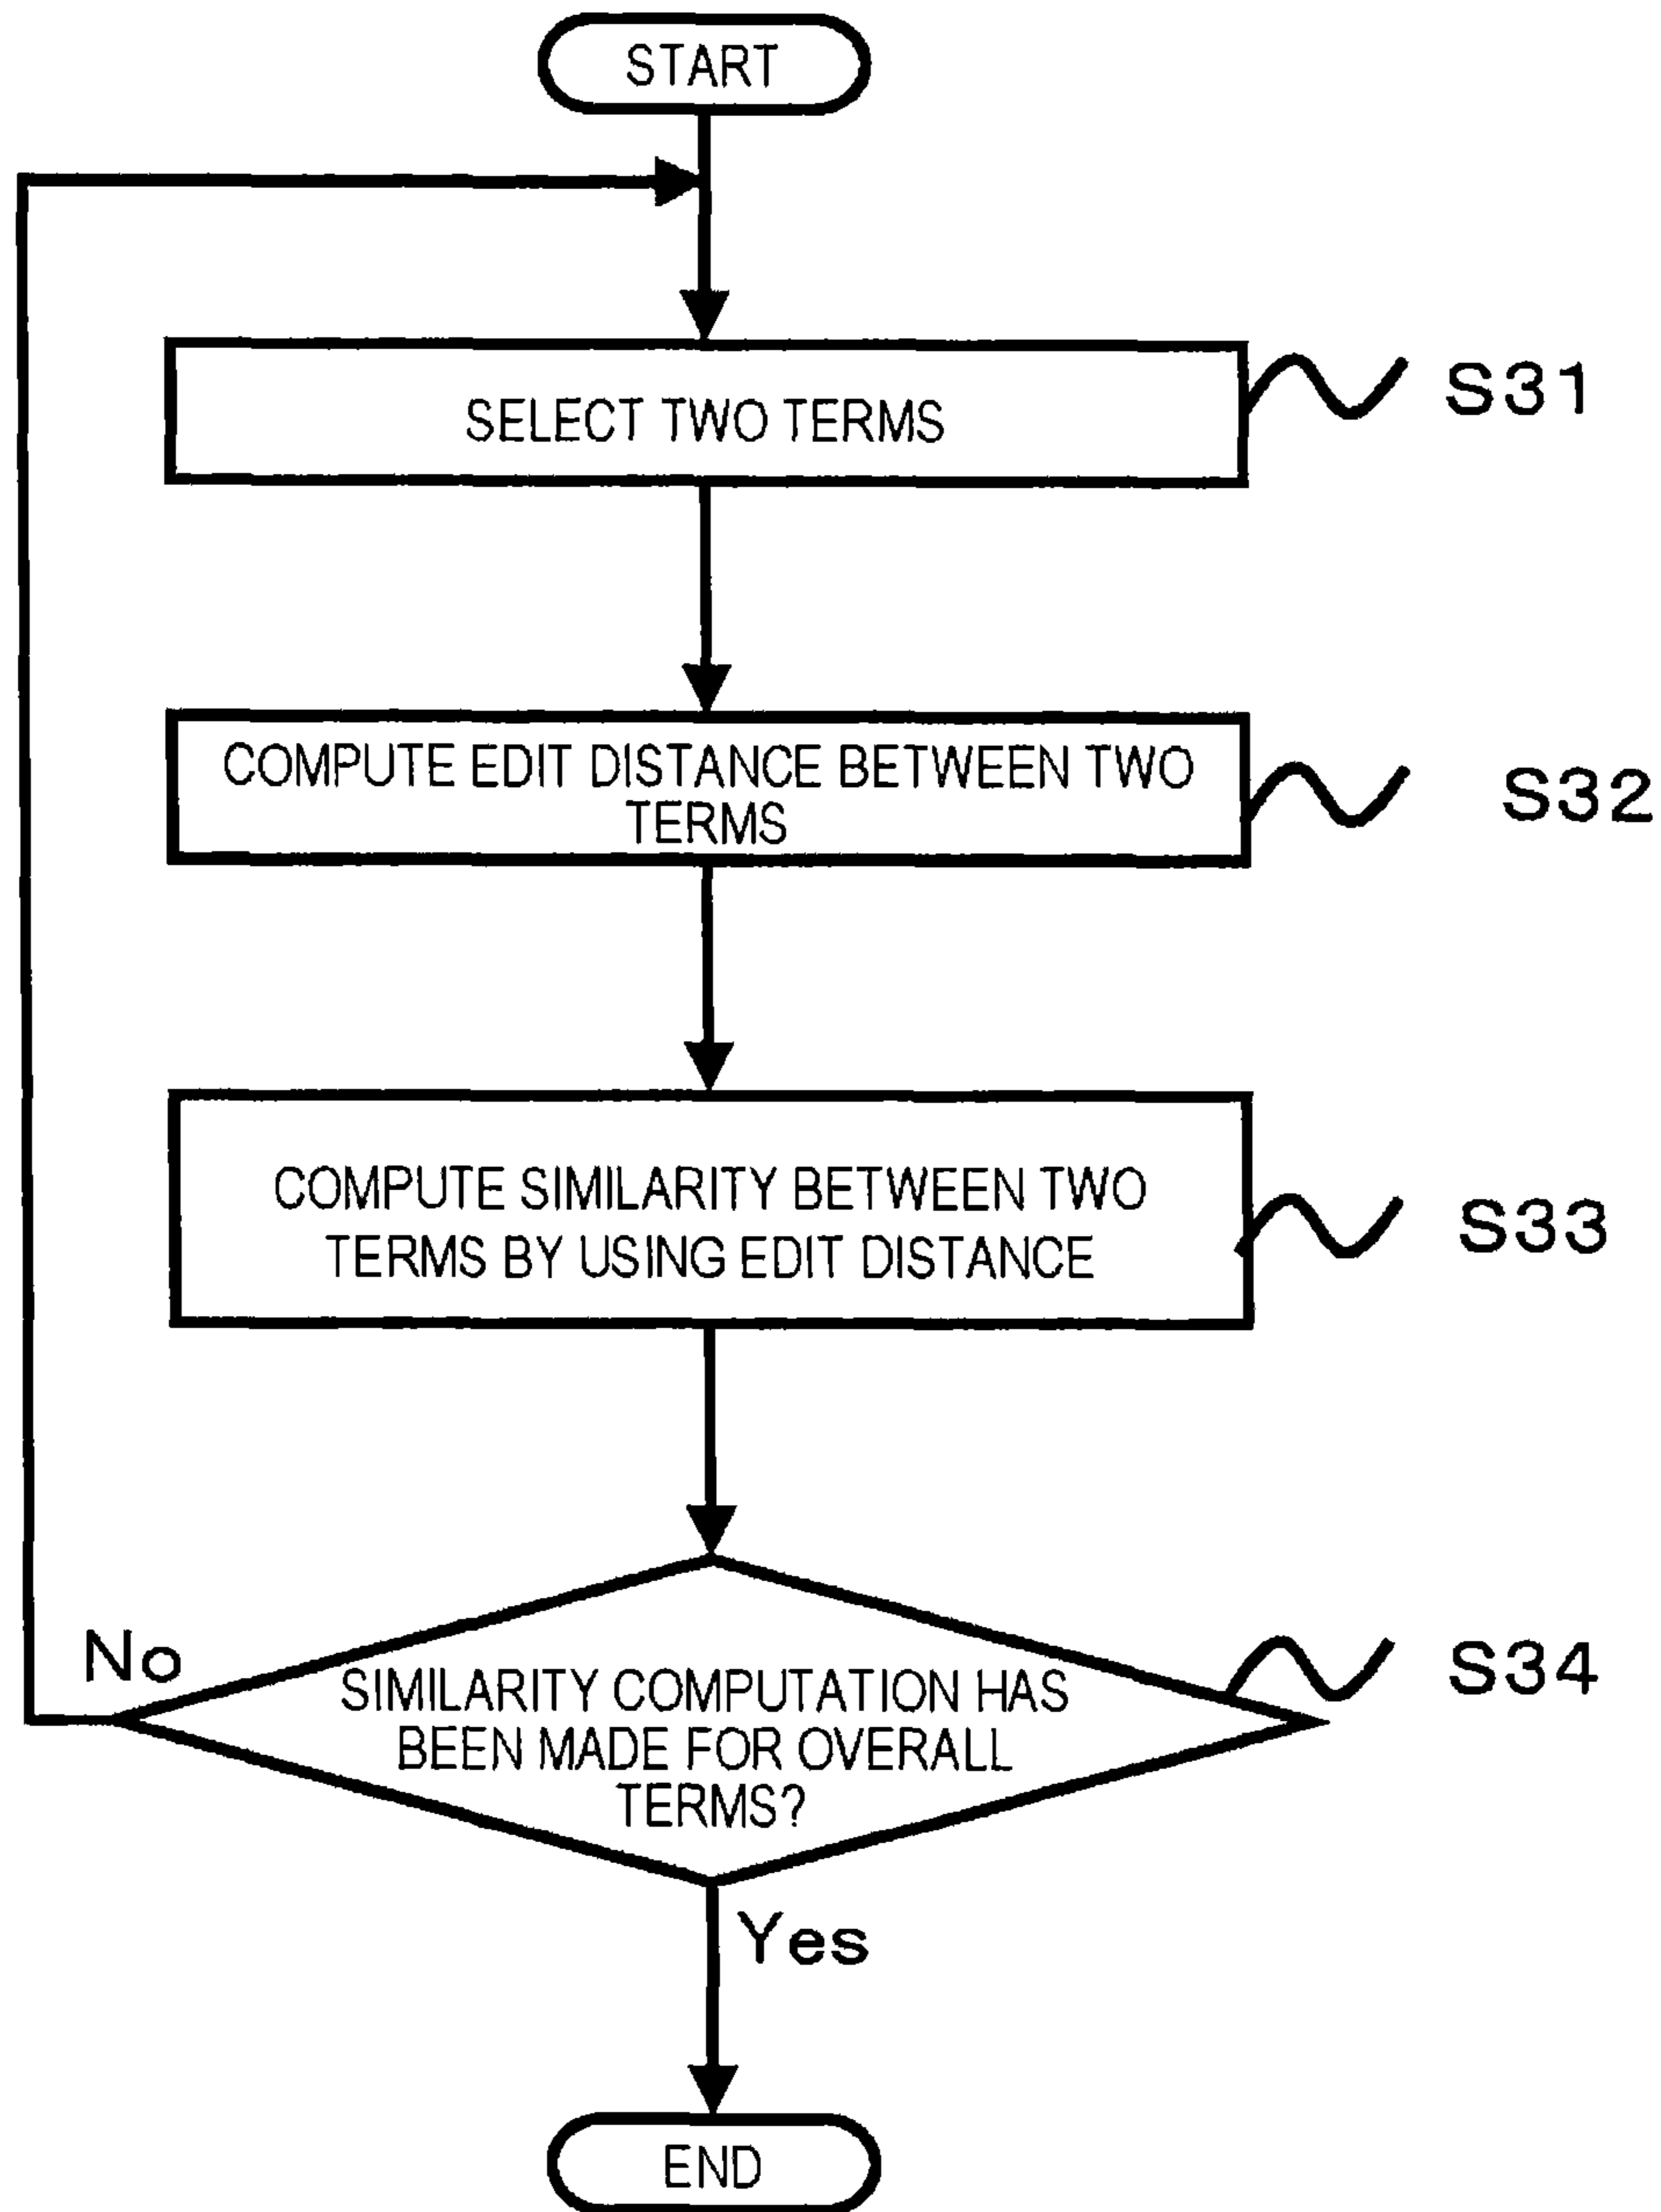 START
SELECT TWO TERMS
S31
COMPUTE EDIT DISTANCE BETWEEN TWO
TERMS
S32
COMPUTE SIMILARITY BETWEEN TWO
TERMS BY USING EDIT DISTANCE
S33
No
SIMILARITY COMPUTATION HAS
BEEN MADE FOR OVERALL
TERMS?
S34
Yes
END